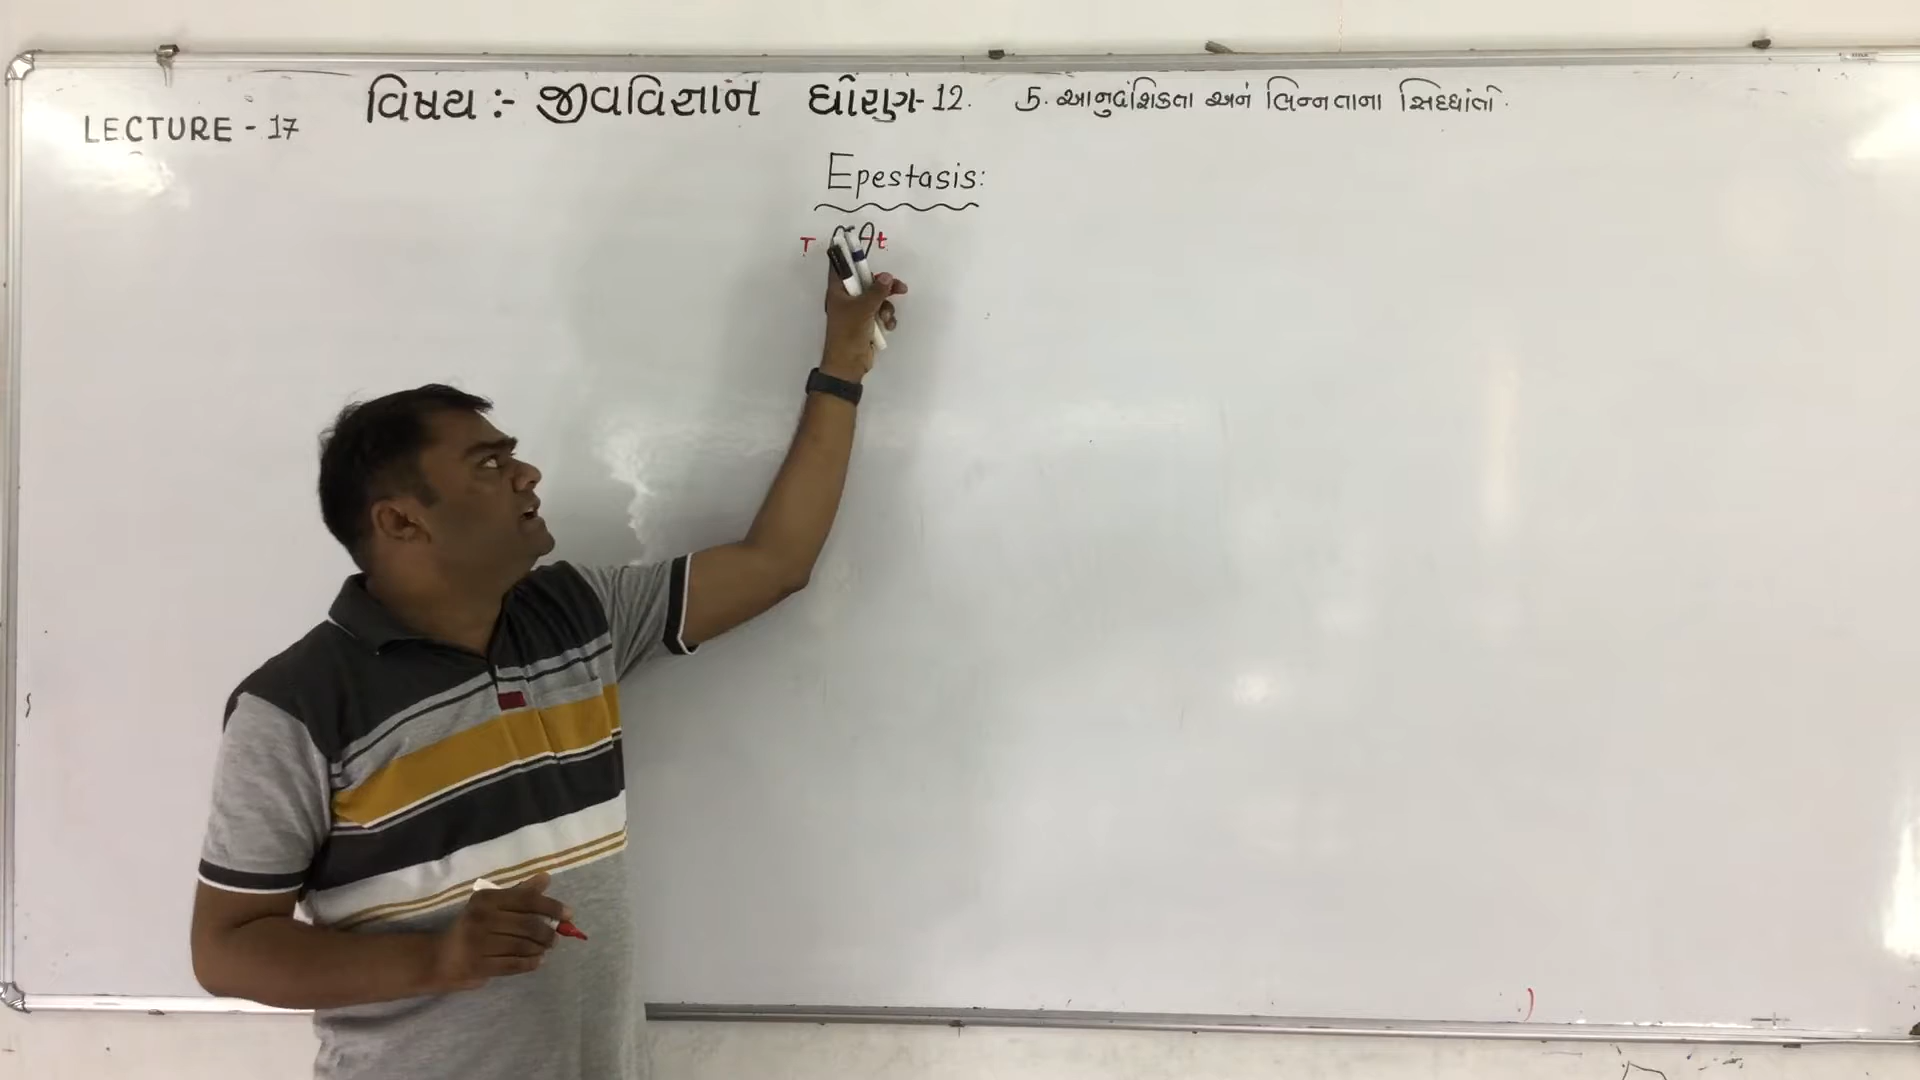 વિષય :- જીવવિજ્ઞાન ધોરણ-12. 5. આનુવંશિકતા અને ભિન્નતાના સિદ્ધાંતો.
LECTURE - 17
Epestasis:
T t